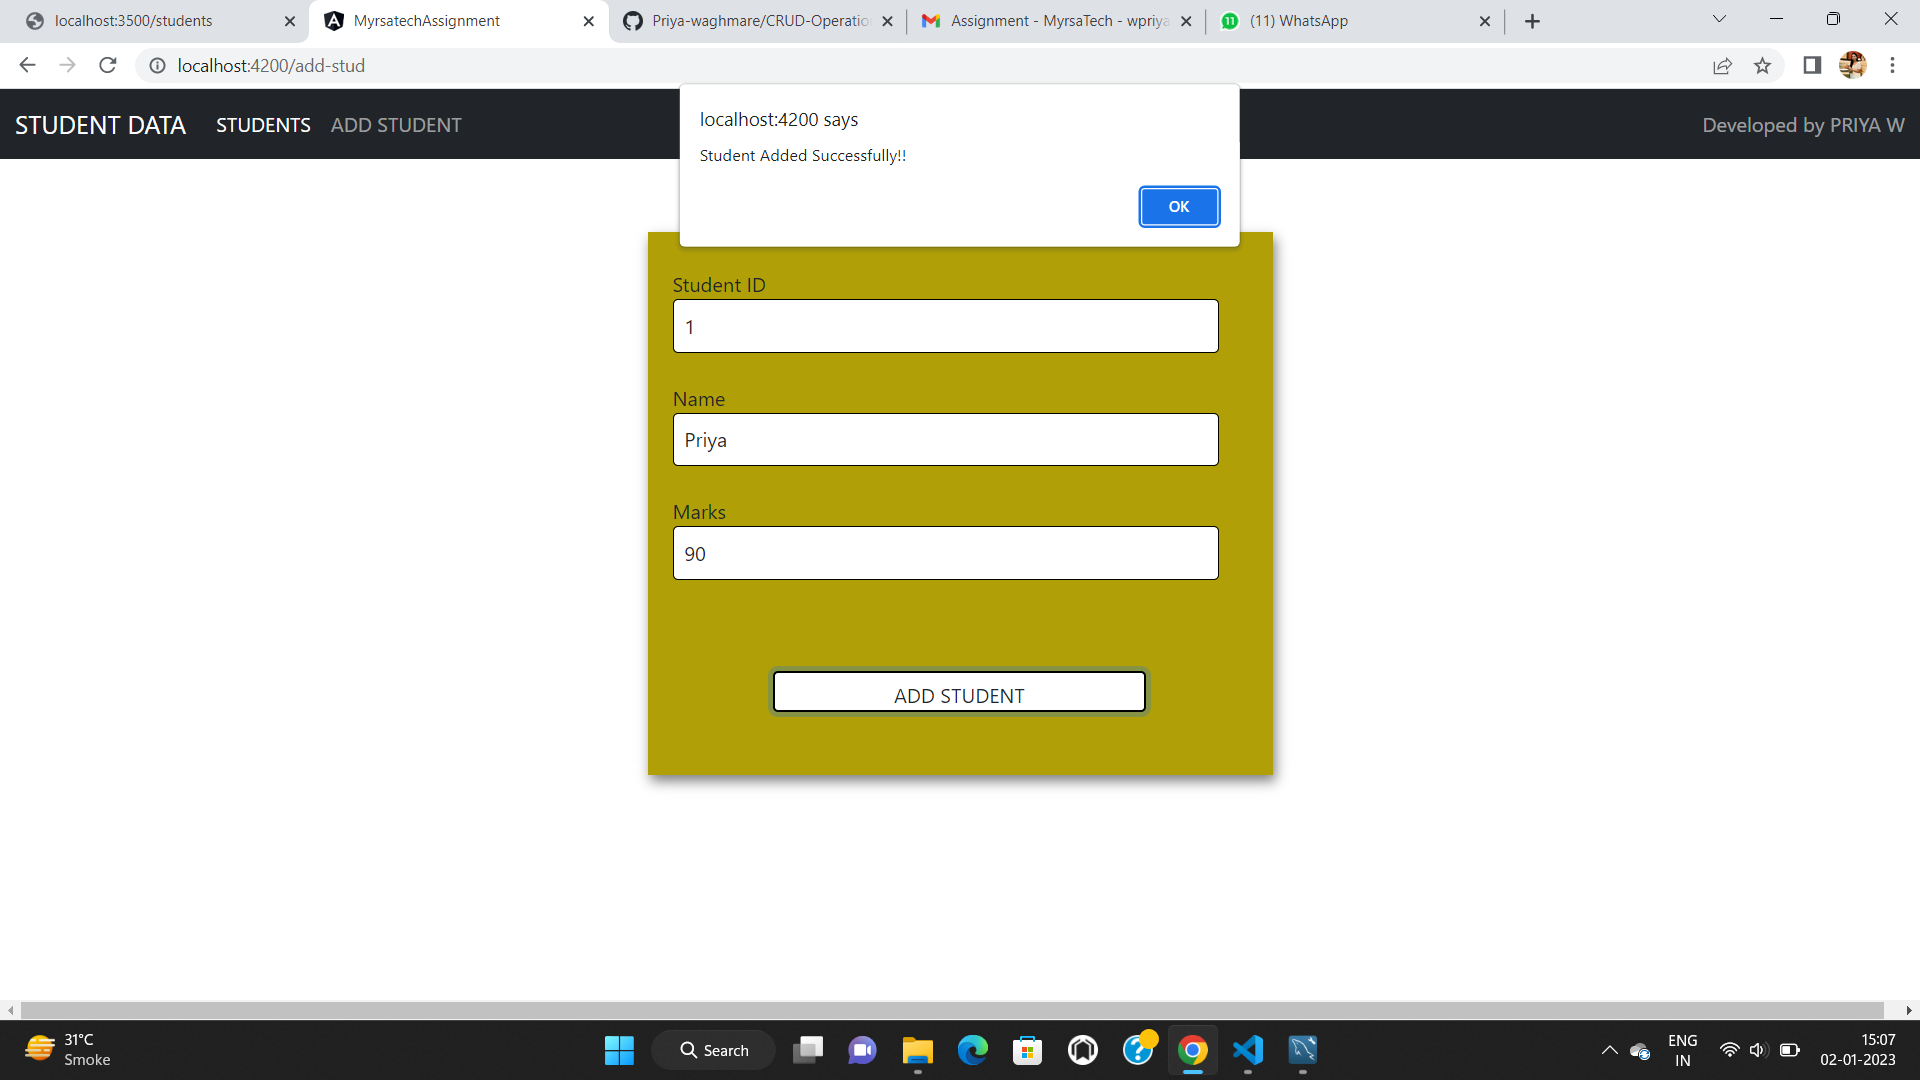 localhost:3500/students
MyrsatechAssignment
Priya-waghmare/CRUD-Operatio
Assignment - MyrsaTech - wpriya
11
(11) WhatsApp
localhost:4200/add-stud
STUDENT DATA
STUDENTS
ADD STUDENT
Developed by PRIYA W
localhost:4200 says
Student Added Successfully!!
OK
Student ID
1
Name
Priya
Marks
90
ADD STUDENT
31°C
Smoke
Search
ENG
IN
15:07
02-01-2023